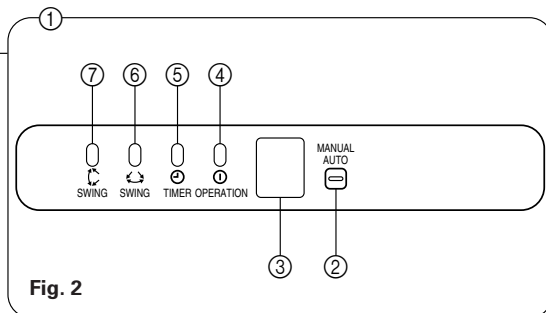 ①
⑦ ⑥ ⑤ ④
MANUAL
AUTO
SWING SWING TIMER OPERATION
③ ②
Fig. 2